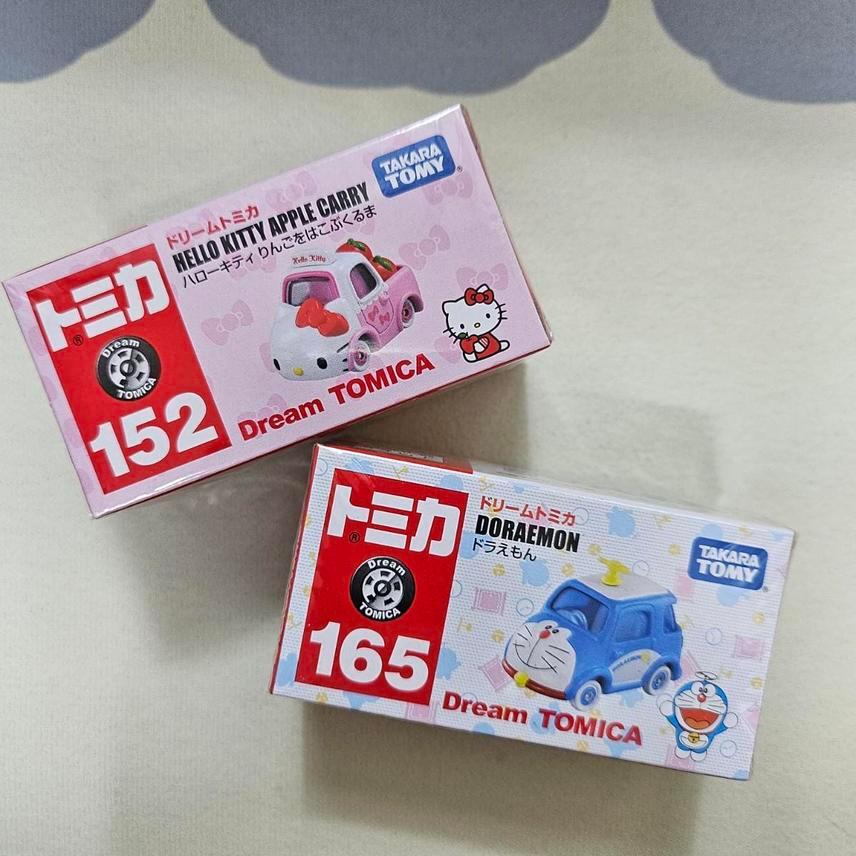 TAKARA
TOMY
ドリームトミカ
HELLO KITTY APPLE CARRY
ハローキティ りんごをはこぶくるま
トミカ
®
Dream
TOMICA
152
Hello Kitty
Dream TOMICA
トミカ
®
Dream
TOMICA
165
ドリームトミカ
DORAEMON
ドラえもん
TAKARA
TOMY
DORAEMON
Dream TOMICA